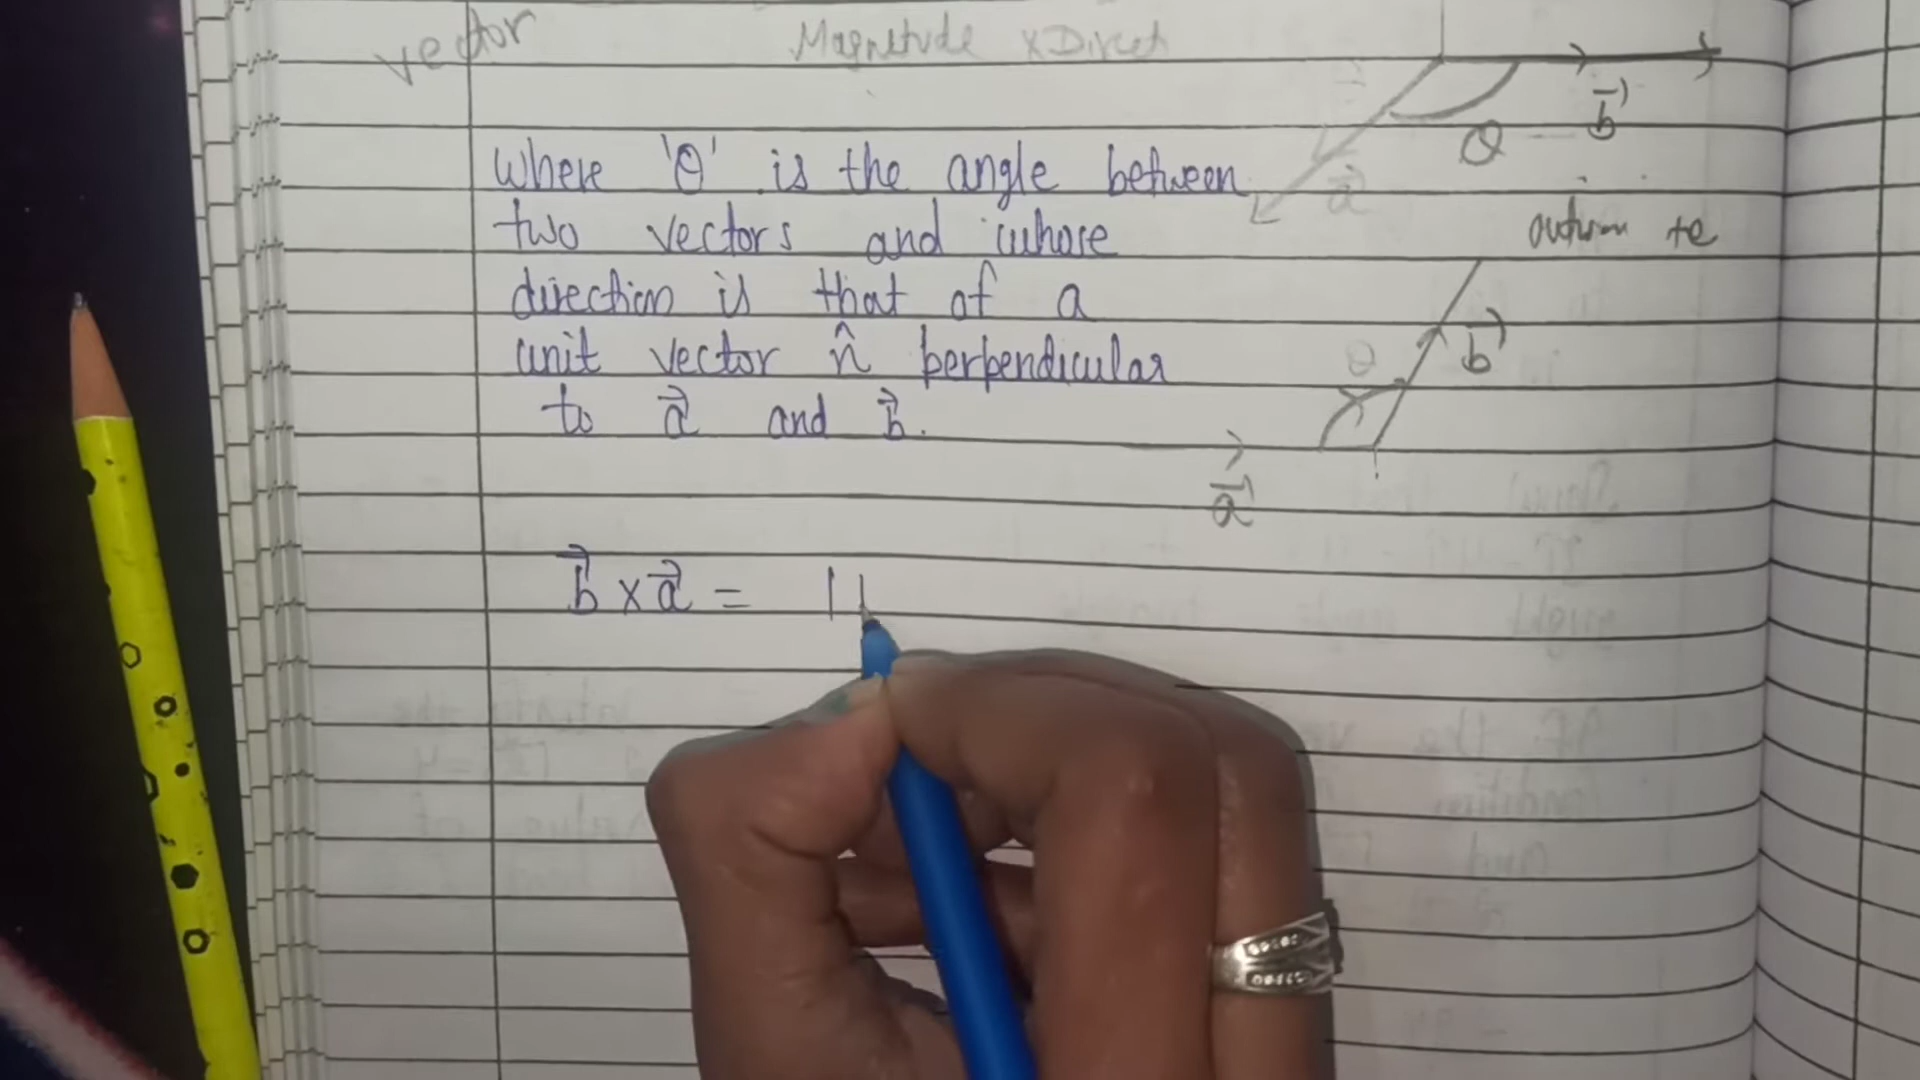 vector
Magnitude x Direct
b⃗
θ
where 'θ' is the angle between
a⃗
two vectors and whose
direction is that of a
unit vector n̂ perpendicular
θ
b⃗
to a⃗ and b⃗.
a⃗
b⃗ × a⃗ = |